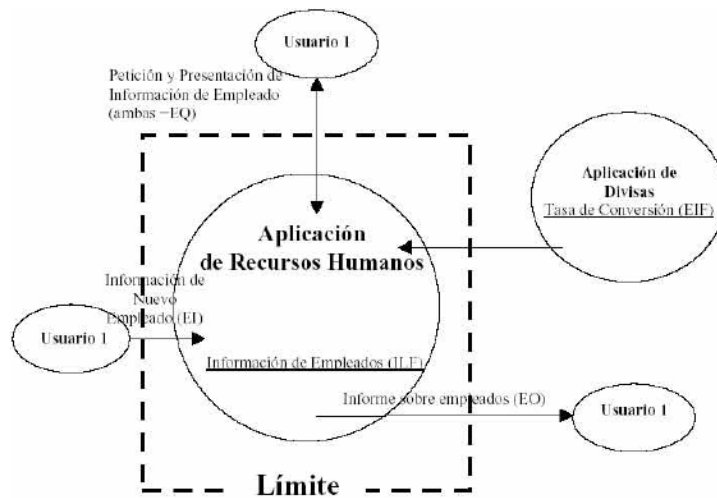 Usuario 1
Petición y Presentación de
Información de Empleado
(ambas –EQ)
Aplicación de
Divisas
Tasa de Conversión (EIF)
Aplicación
de Recursos Humanos
Información de
Nuevo
Empleado (EI)
Usuario 1
Información de Empleados (ILF)
Informe sobre empleados (EO)
Usuario 1
Límite